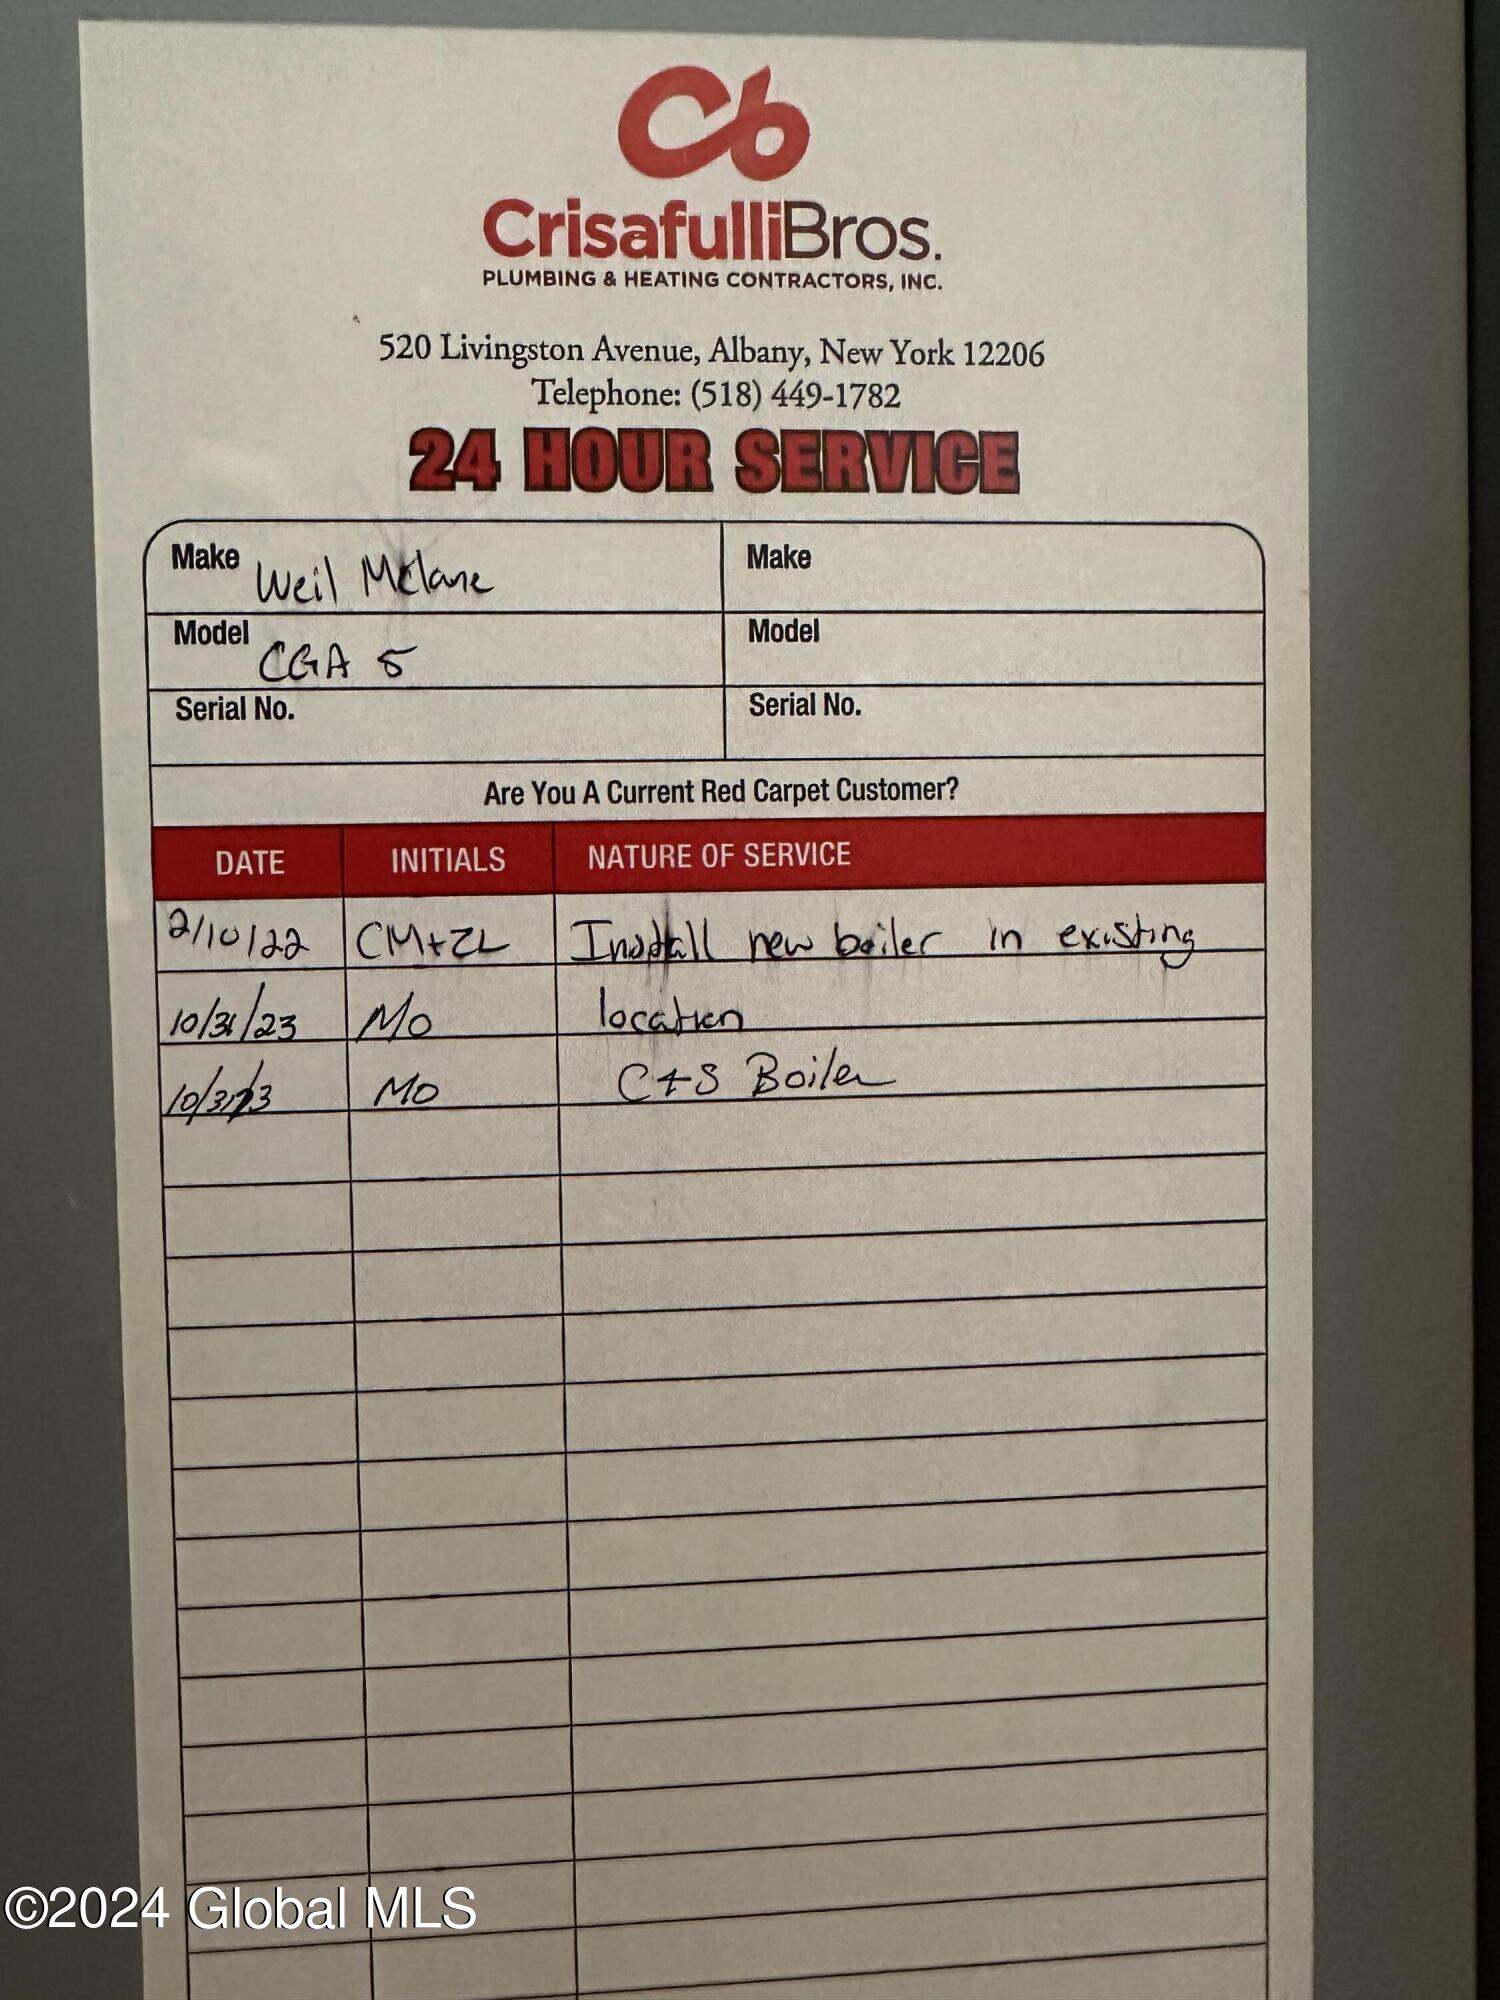 Cb
CrisafulliBros.
PLUMBING & HEATING CONTRACTORS, INC.
520 Livingston Avenue, Albany, New York 12206
Telephone: (518) 449-1782
24 HOUR SERVICE
Make Weil Mclane Make
Model CGA 5 Model
Serial No. Serial No.
Are You A Current Red Carpet Customer?
DATE INITIALS NATURE OF SERVICE
2/10/22 CM+ZL Install new boiler in existing
10/31/23 MO location
MO C+S Boiler
©2024 Global MLS